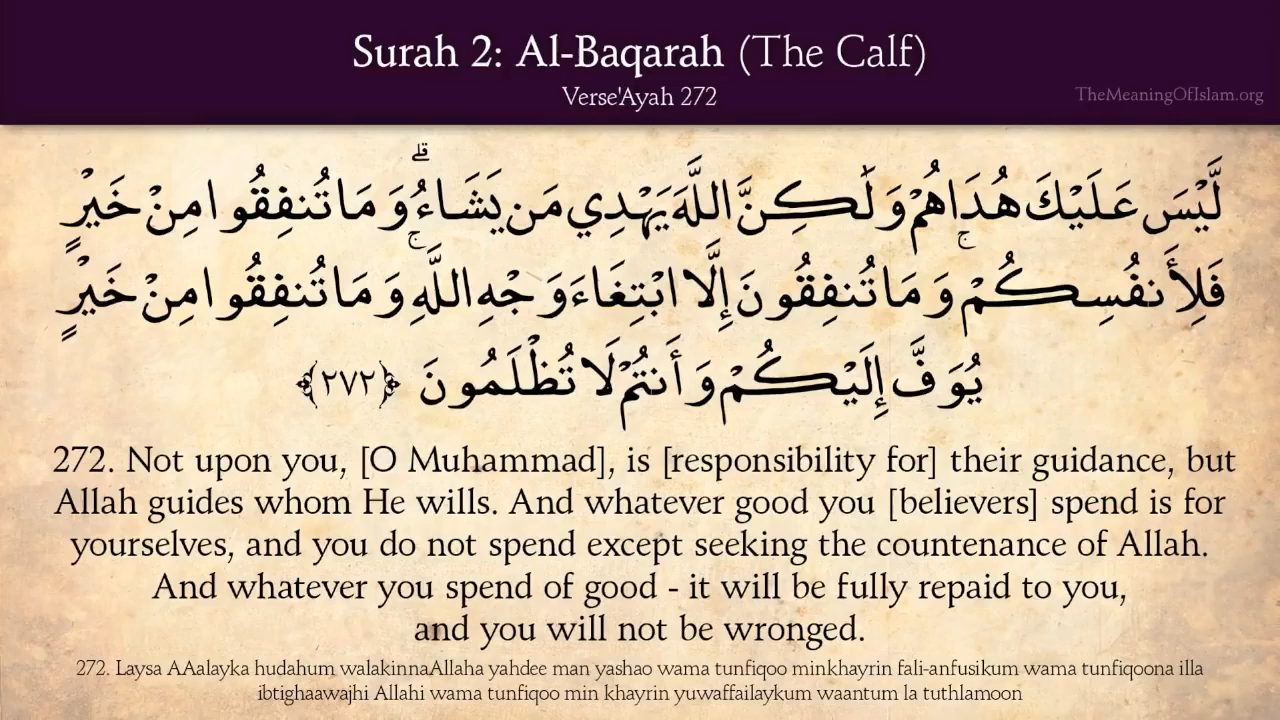 Surah 2: Al-Baqarah (The Calf)
Verse'Ayah 272
TheMeaningOfIslam.org
لَّيْسَ عَلَيْكَ هُدَاهُمْ وَلَٰكِنَّ اللَّهَ يَهْدِي مَن يَشَاءُ ۗ وَمَا تُنفِقُوا مِنْ خَيْرٍ
فَلِأَنفُسِكُمْ ۚ وَمَا تُنفِقُونَ إِلَّا ابْتِغَاءَ وَجْهِ اللَّهِ ۚ وَمَا تُنفِقُوا مِنْ خَيْرٍ
يُوَفَّ إِلَيْكُمْ وَأَنتُمْ لَا تُظْلَمُونَ ﴿٢٧٢﴾
272. Not upon you, [O Muhammad], is [responsibility for] their guidance, but
Allah guides whom He wills. And whatever good you [believers] spend is for
yourselves, and you do not spend except seeking the countenance of Allah.
And whatever you spend of good - it will be fully repaid to you,
and you will not be wronged.
272. Laysa AAalayka hudahum walakinnaAllaha yahdee man yashao wama tunfiqoo minkhayrin fali-anfusikum wama tunfiqoona illa
ibtighaawajhi Allahi wama tunfiqoo min khayrin yuwaffailaykum waantum la tuthlamoon